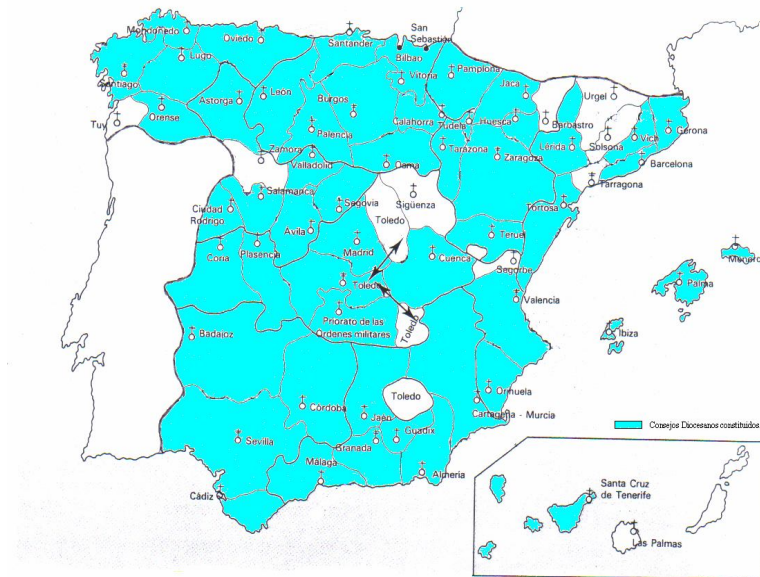 Mondoñedo
Oviedo
Santánder
San
Sebastián
Bilbao
Lugo
Santiago
Vitoria
Pamplona
Jaca
Urgel
Astorga
León
Burgos
Calahorra
Tudela
Huesca
Barbastro
Solsona
Vich
Gerona
Tuy
Orense
Palencia
Lérida
Zamora
Valladolid
Osma
Tarazona
Zaragoza
Barcelona
Tarragona
Salamanca
Segovia
Sigüenza
Tortosa
Ciudad
Rodrigo
Toledo
Avila
Madrid
Teruel
Coria
Plasencia
Cuenca
Segorbe
Menorca
Toledo
Palma
Valencia
Priorato de las
Ordenes militares
Toledo
Ibiza
Badajoz
Toledo
Orihuela
Córdoba
Jaén
Cartagena - Murcia
Consejos Diocesanos constituidos
Sevilla
Granada
Guadix
Málaga
Almería
Cádiz
Santa Cruz
de Tenerife
Las Palmas